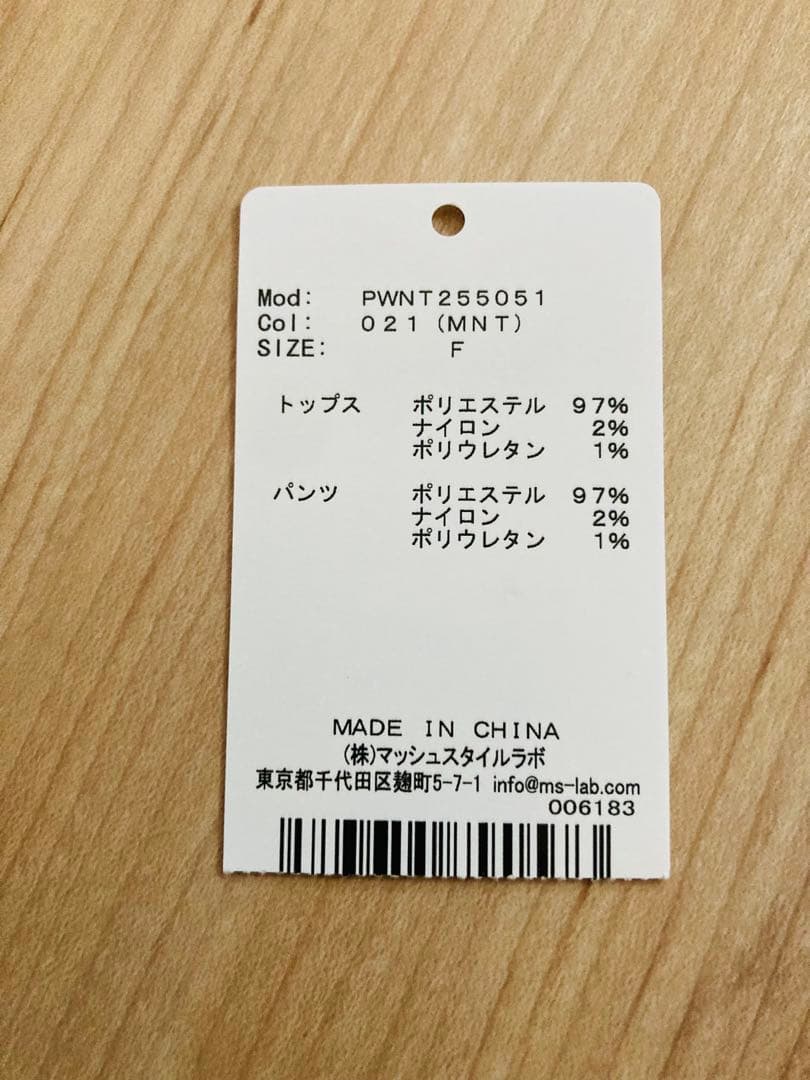 Mod: PWNT255051
Col: 021(MNT)
SIZE: F
トップス ポリエステル 97%
ナイロン 2%
ポリウレタン 1%
パンツ ポリエステル 97%
ナイロン 2%
ポリウレタン 1%
MADE IN CHINA
(株)マッシュスタイルラボ
東京都千代田区麹町5-7-1 info@ms-lab.com
006183